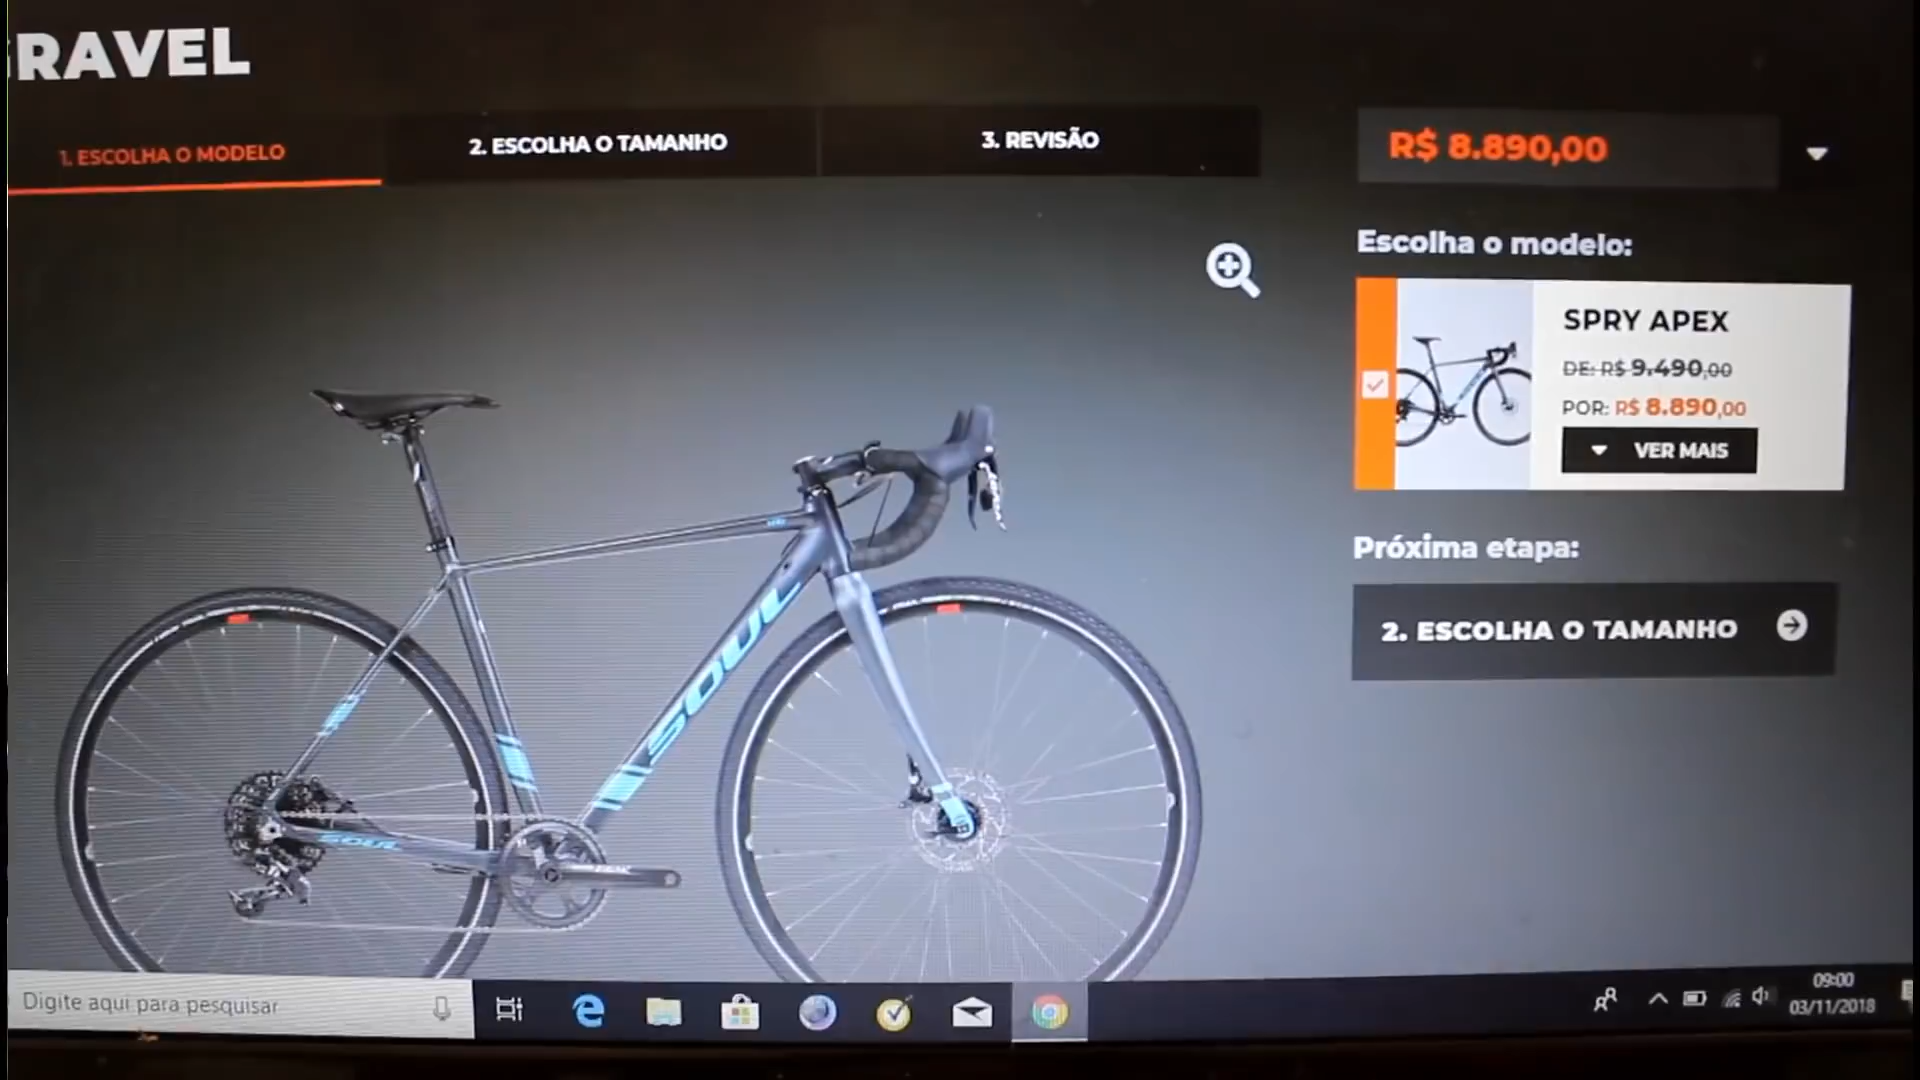 GRAVEL
1. ESCOLHA O MODELO
2. ESCOLHA O TAMANHO
3. REVISÃO
R$ 8.890,00
Escolha o modelo:
SPRY APEX
DE: R$ 9.490,00
POR: R$ 8.890,00
VER MAIS
Próxima etapa:
2. ESCOLHA O TAMANHO
SOUL
SOUL
Digite aqui para pesquisar
09:00
03/11/2018